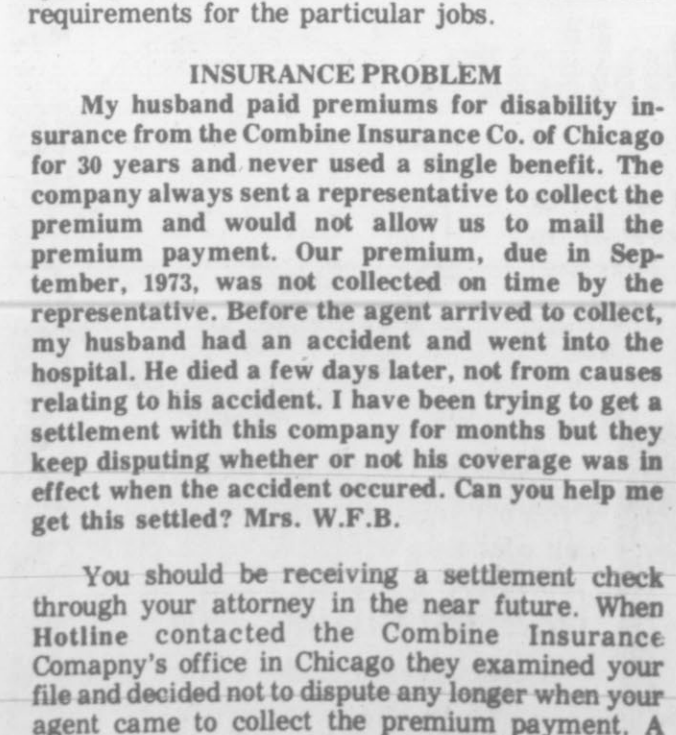 requirements for the particular jobs.
INSURANCE PROBLEM
My husband paid premiums for disability in-
surance from the Combine Insurance Co. of Chicago
for 30 years and never used a single benefit. The
company always sent a representative to collect the
premium and would not allow us to mail the
premium payment. Our premium, due in Sep-
tember, 1973, was not collected on time by the
representative. Before the agent arrived to collect,
my husband had an accident and went into the
hospital. He died a few days later, not from causes
relating to his accident. I have been trying to get a
settlement with this company for months but they
keep disputing whether or not his coverage was in
effect when the accident occured. Can you help me
get this settled? Mrs. W.F.B.
You should be receiving a settlement check
through your attorney in the near future. When
Hotline contacted the Combine Insurance
Comapny's office in Chicago they examined your
file and decided not to dispute any longer when your
agent came to collect the premium payment. A